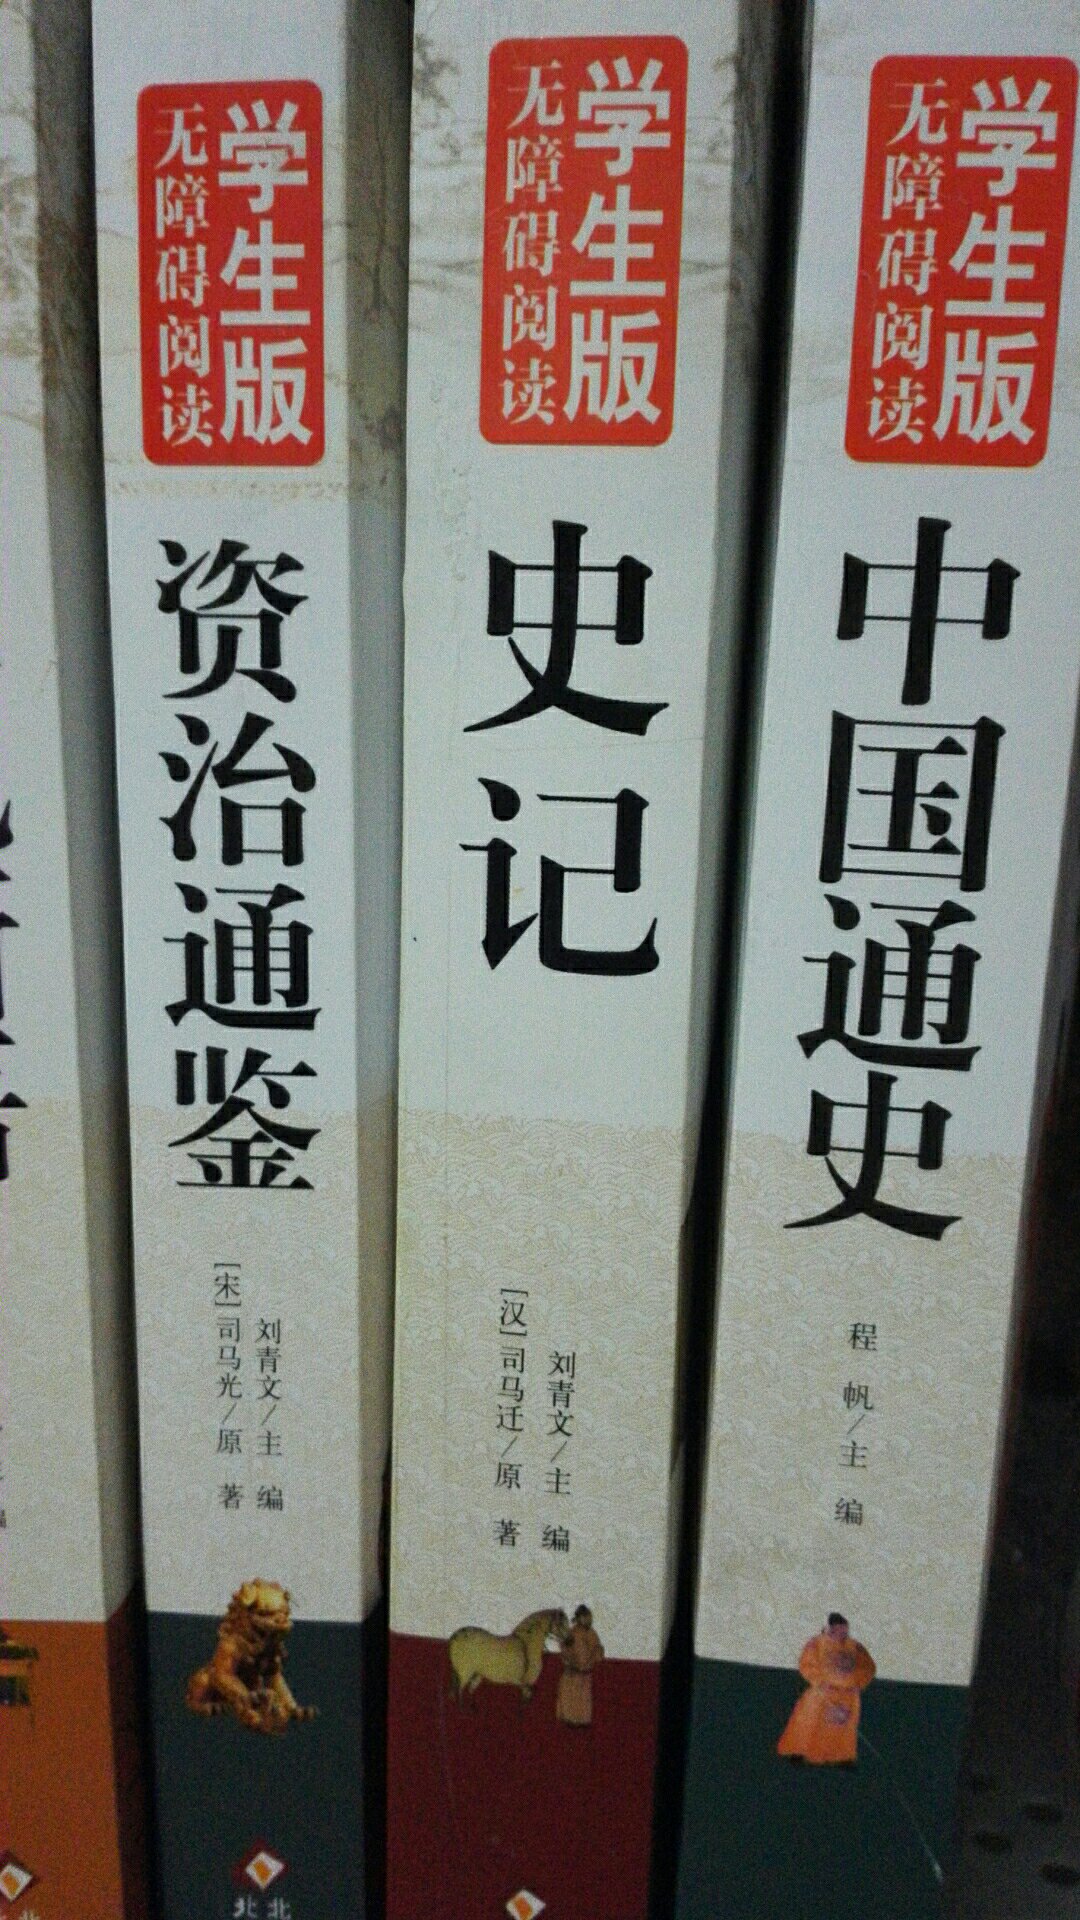 学生版
无障碍阅读
资治通鉴
刘青文/主 编
[宋]司马光/原 著
学生版
无障碍阅读
史记
刘青文/主 编
[汉]司马迁/原 著
学生版
无障碍阅读
中国通史
程 帆/主 编